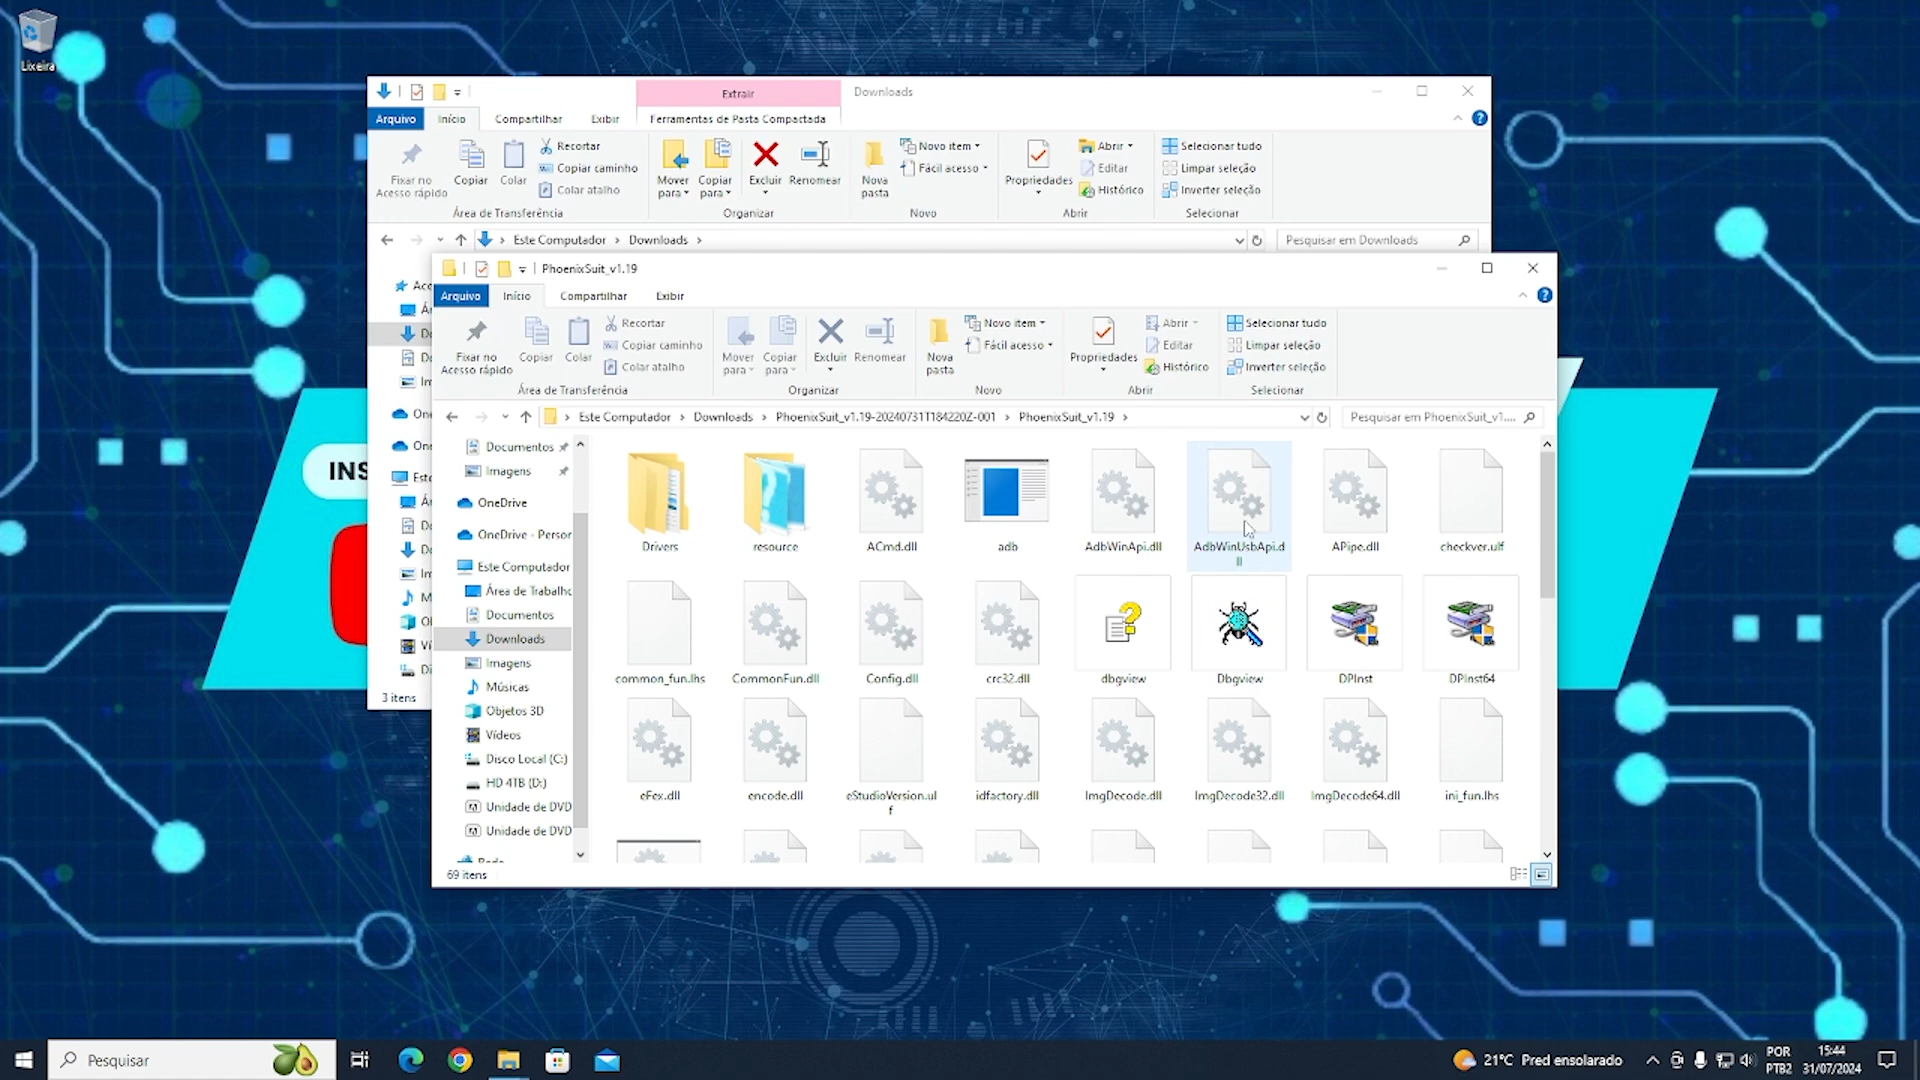 Lixeira
Extrair
Downloads
Arquivo
Início
Compartilhar
Exibir
Ferramentas de Pasta Compactada
Fixar no
Acesso rápido
Copiar
Colar
Recortar
Copiar caminho
Colar atalho
Mover
para
Copiar
para
Excluir
Renomear
Nova
pasta
Novo item
Fácil acesso
Propriedades
Abrir
Editar
Histórico
Selecionar tudo
Limpar seleção
Inverter seleção
Área de Transferência
Organizar
Novo
Abrir
Selecionar
Este Computador
Downloads
Pesquisar em Downloads
3 itens
INS
PhoenixSuit_v1.19
Arquivo
Início
Compartilhar
Exibir
Fixar no
Acesso rápido
Copiar
Colar
Recortar
Copiar caminho
Colar atalho
Mover
para
Copiar
para
Excluir
Renomear
Nova
pasta
Novo item
Fácil acesso
Propriedades
Abrir
Editar
Histórico
Selecionar tudo
Limpar seleção
Inverter seleção
Área de Transferência
Organizar
Novo
Abrir
Selecionar
Este Computador
Downloads
PhoenixSuit_v1.19-20240731T184220Z-001
PhoenixSuit_v1.19
Pesquisar em PhoenixSuit_v1....
Documentos
Imagens
OneDrive
OneDrive - Person
Este Computador
Área de Trabalho
Documentos
Downloads
Imagens
Músicas
Objetos 3D
Vídeos
Disco Local (C:)
HD 4TB (D:)
Unidade de DVD
Unidade de DVD
Drivers
resource
ACmd.dll
adb
AdbWinApi.dll
AdbWinUsbApi.d
ll
APipe.dll
checkver.ulf
common_fun.lhs
CommonFun.dll
Config.dll
crc32.dll
dbgview
Dbgview
DPInst
DPInst64
eFex.dll
encode.dll
eStudioVersion.ul
f
idfactory.dll
ImgDecode.dll
ImgDecode32.dll
ImgDecode64.dll
ini_fun.lhs
69 itens
Pesquisar
21°C Pred ensolarado
POR
PTB2
15:44
31/07/2024